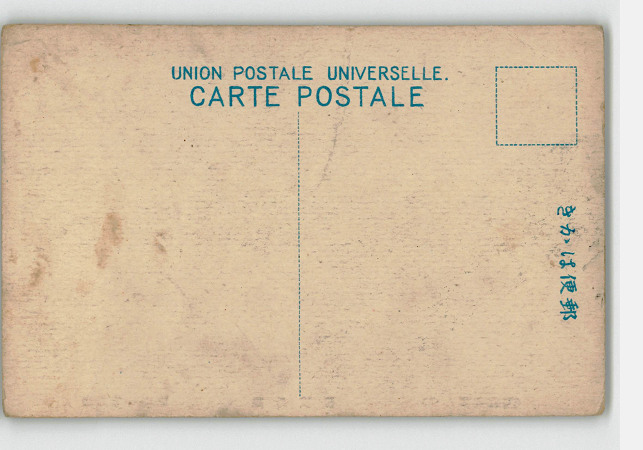 UNION POSTALE UNIVERSELLE.
CARTE POSTALE
きかは便郵